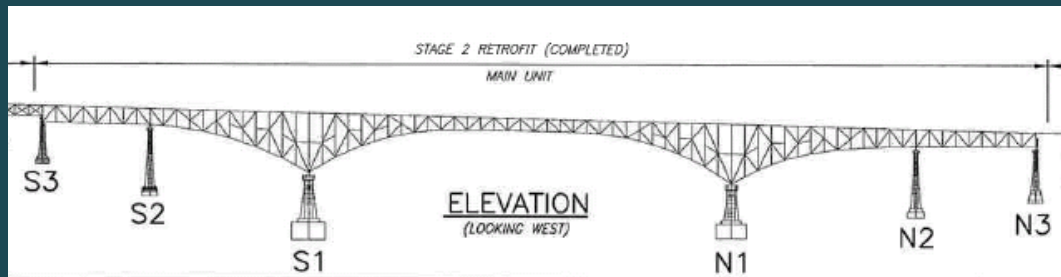 STAGE 2 RETROFIT (COMPLETED)
MAIN UNIT
S3
S2
S1
ELEVATION
(LOOKING WEST)
N1
N2
N3